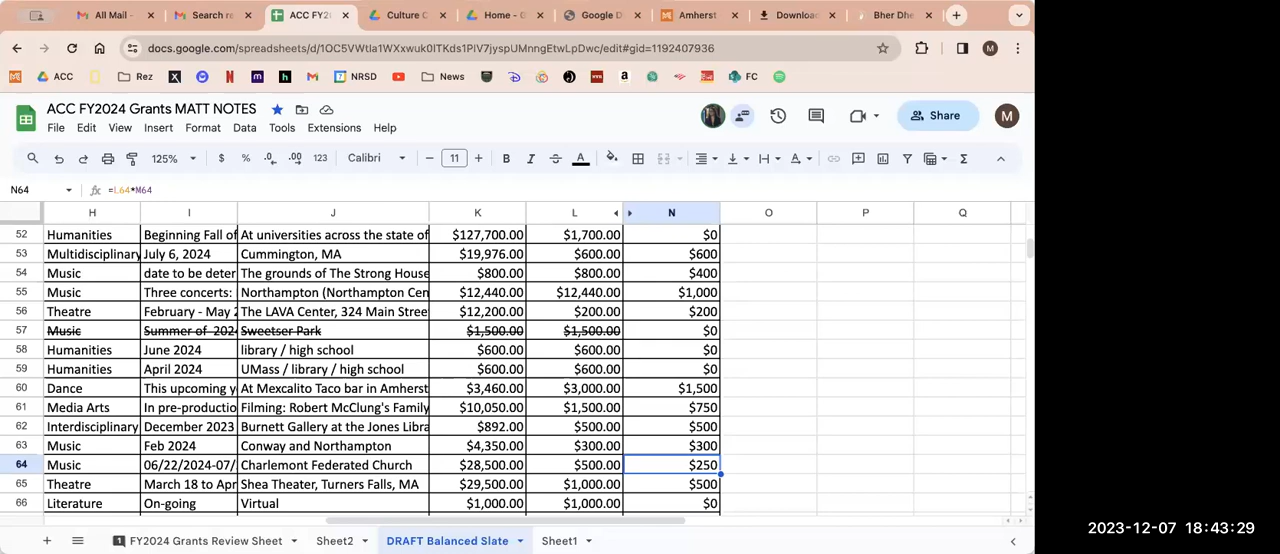 All Mail - Search re ACC FY2 Culture C Home - G Google D Amherst Downloac Bher Dhe
docs.google.com/spreadsheets/d/1OC5VWtIa1WXxwuk0ITKds1PIV7jyspUMnngEtwLpDwc/edit#gid=1192407936 M
ACC Rez NRSD News FC
ACC FY2024 Grants MATT NOTES
File Edit View Insert Format Data Tools Extensions Help Share M
125% $ % .0 .00 123 Calibri 11 B I A
N64 fx =L64*M64
H I J K L N O P Q
52 Humanities Beginning Fall of At universities across the state of $127,700.00 $1,700.00 $0
53 Multidisciplinary July 6, 2024 Cummington, MA $19,976.00 $600.00 $600
54 Music date to be deter The grounds of The Strong House $800.00 $800.00 $400
55 Music Three concerts: Northampton (Northampton Cen $12,440.00 $12,440.00 $1,000
56 Theatre February - May 2 The LAVA Center, 324 Main Stree $12,200.00 $200.00 $200
57 Music Summer of 202 Sweetser Park $1,500.00 $1,500.00 $0
58 Humanities June 2024 library / high school $600.00 $600.00 $0
59 Humanities April 2024 UMass / library / high school $600.00 $600.00 $0
60 Dance This upcoming y At Mexcalito Taco bar in Amherst $3,460.00 $3,000.00 $1,500
61 Media Arts In pre-productio Filming: Robert McClung's Family $10,050.00 $1,500.00 $750
62 Interdisciplinary December 2023 Burnett Gallery at the Jones Libra $892.00 $500.00 $500
63 Music Feb 2024 Conway and Northampton $4,350.00 $300.00 $300
64 Music 06/22/2024-07/ Charlemont Federated Church $28,500.00 $500.00 $250
65 Theatre March 18 to Apr Shea Theater, Turners Falls, MA $29,500.00 $1,000.00 $500
66 Literature On-going Virtual $1,000.00 $1,000.00 $0
1 FY2024 Grants Review Sheet Sheet2 DRAFT Balanced Slate Sheet1
2023-12-07 18:43:29